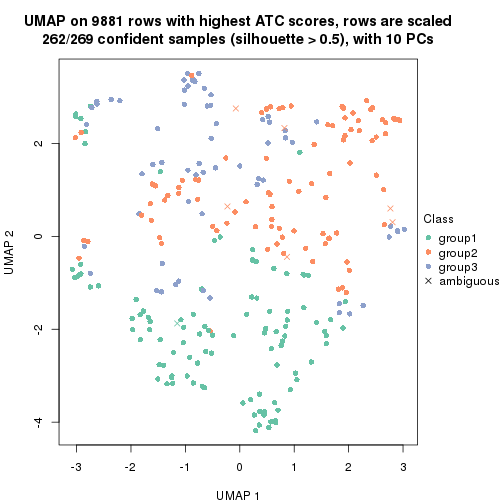 UMAP on 9881 rows with highest ATC scores, rows are scaled
262/269 confident samples (silhouette > 0.5), with 10 PCs
2
0
-2
-4
UMAP 2
-3 -2 -1 0 1 2 3
UMAP 1
Class
group1
group2
group3
ambiguous